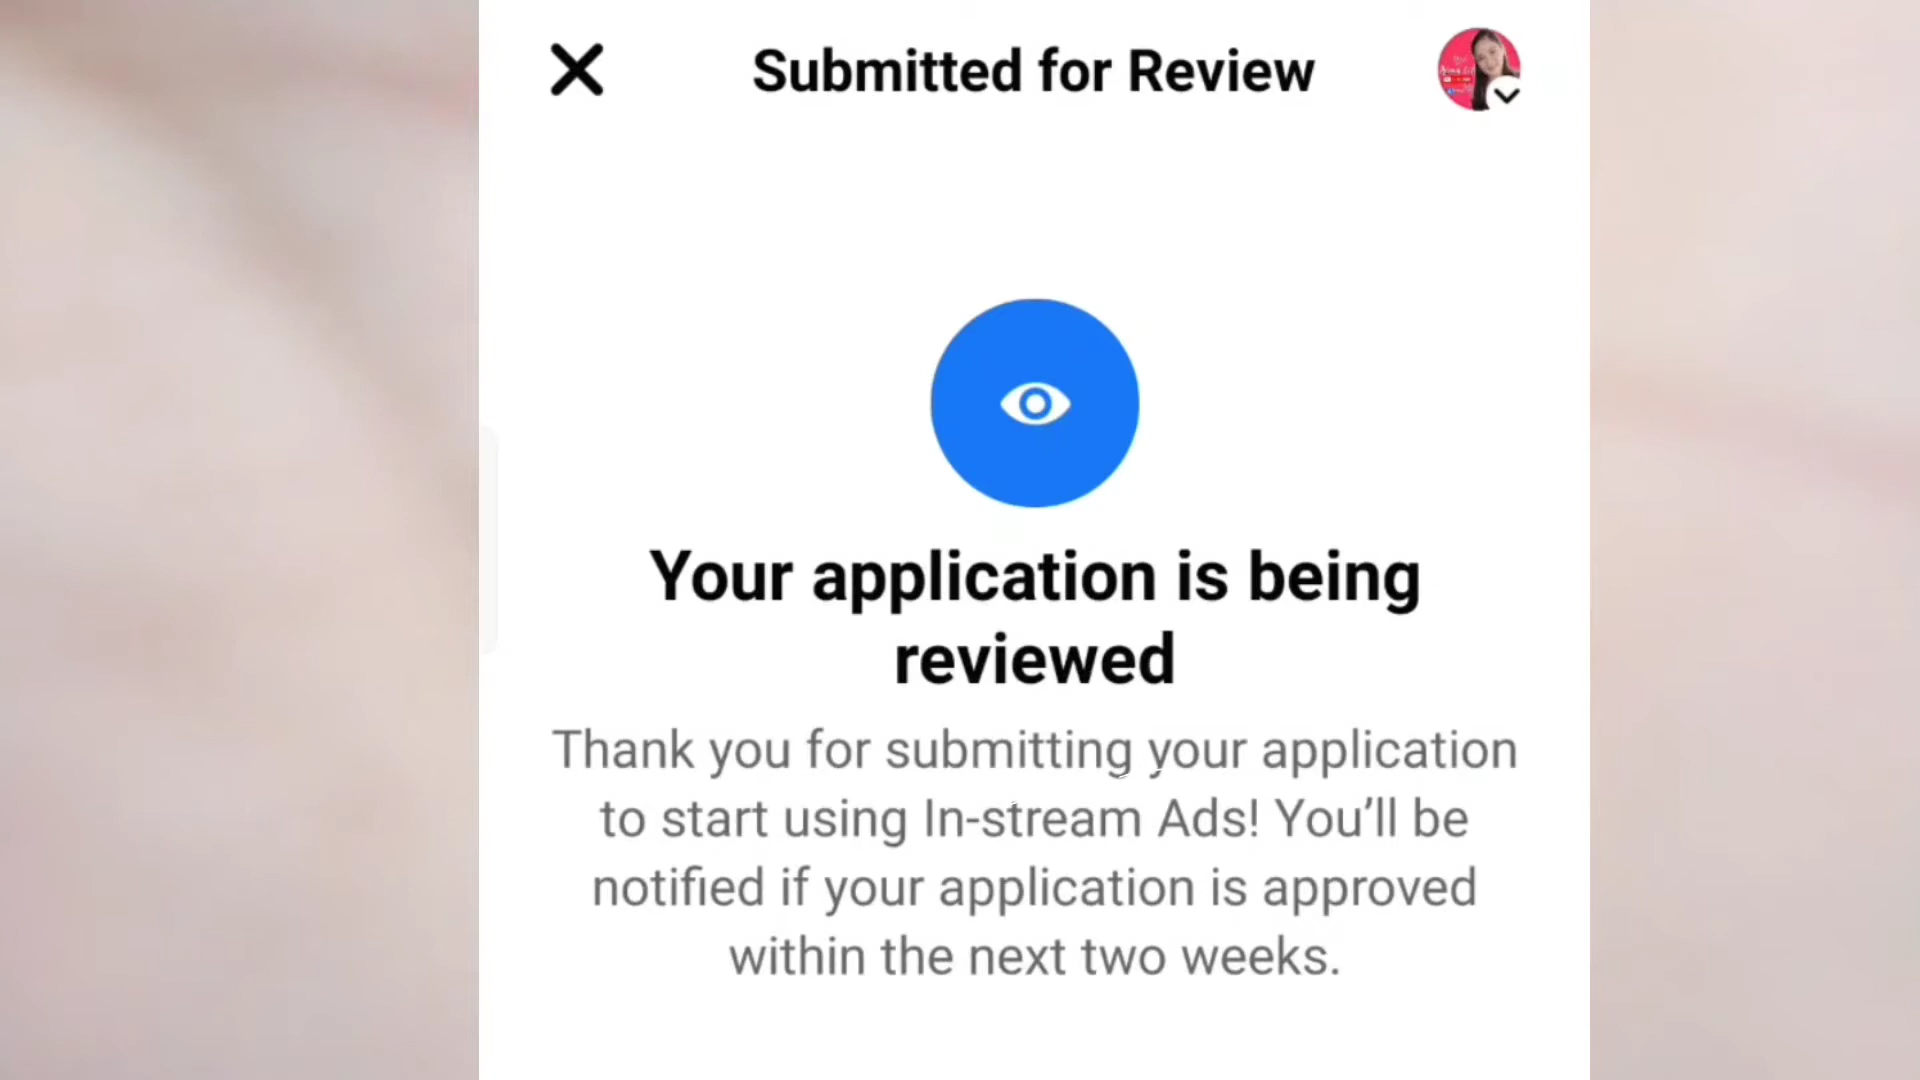 Submitted for Review
Your application is being
reviewed
Thank you for submitting your application
to start using In-stream Ads! You’ll be
notified if your application is approved
within the next two weeks.